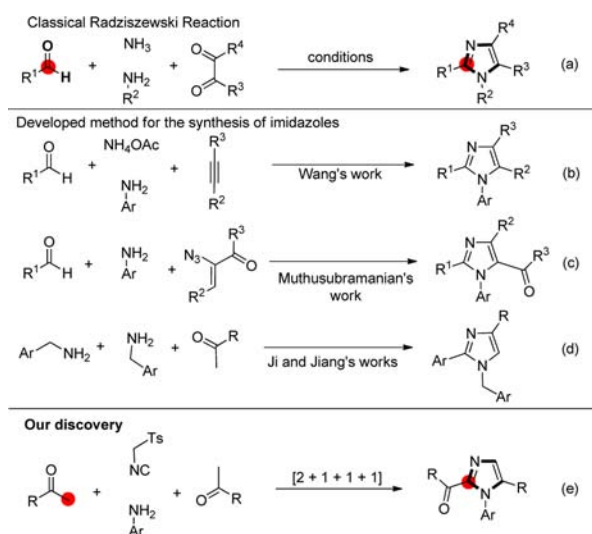 Classical Radziszewski Reaction
O
R¹ H + NH₃ NH₂ R² + O R⁴ O R³ conditions R⁴ N R¹ N R³ R² (a)
Developed method for the synthesis of imidazoles
O R¹ H + NH₄OAc NH₂ Ar + R³ R² Wang's work R³ N R¹ N R² Ar (b)
O R¹ H + NH₂ Ar + N₃ R³ O R² Muthusubramanian's work R² N R³ R¹ N O Ar (c)
Ar NH₂ + NH₂ Ar + O R Ji and Jiang's works R N Ar N Ar (d)
Our discovery
O R + Ts NC NH₂ Ar + O R [2 + 1 + 1 + 1] R N O N R Ar (e)